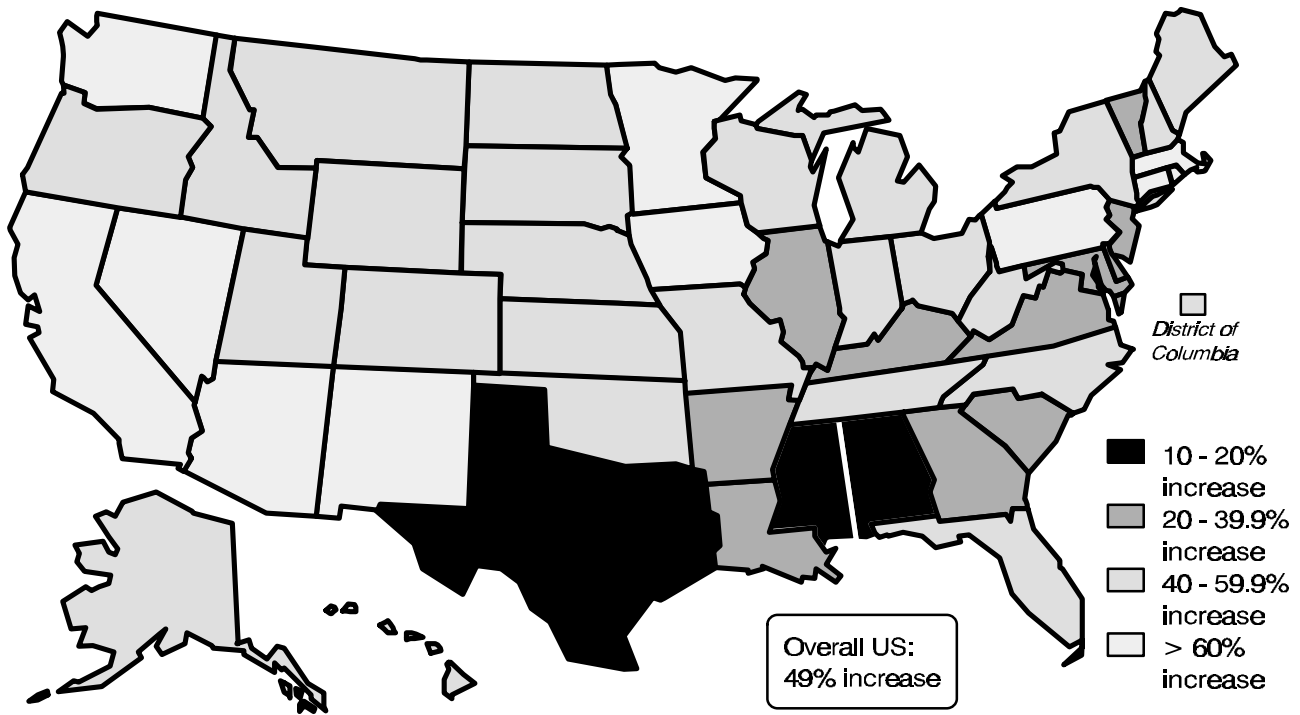 District of
Columbia
10 - 20%
increase
20 - 39.9%
increase
40 - 59.9%
increase
> 60%
increase
Overall US:
49% increase